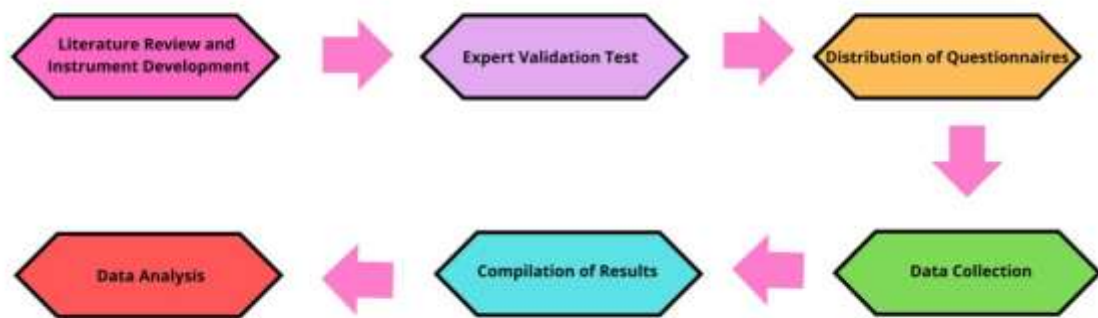 Literature Review and
Instrument Development
Expert Validation Test
Distribution of Questionnaires
Data Collection
Compilation of Results
Data Analysis